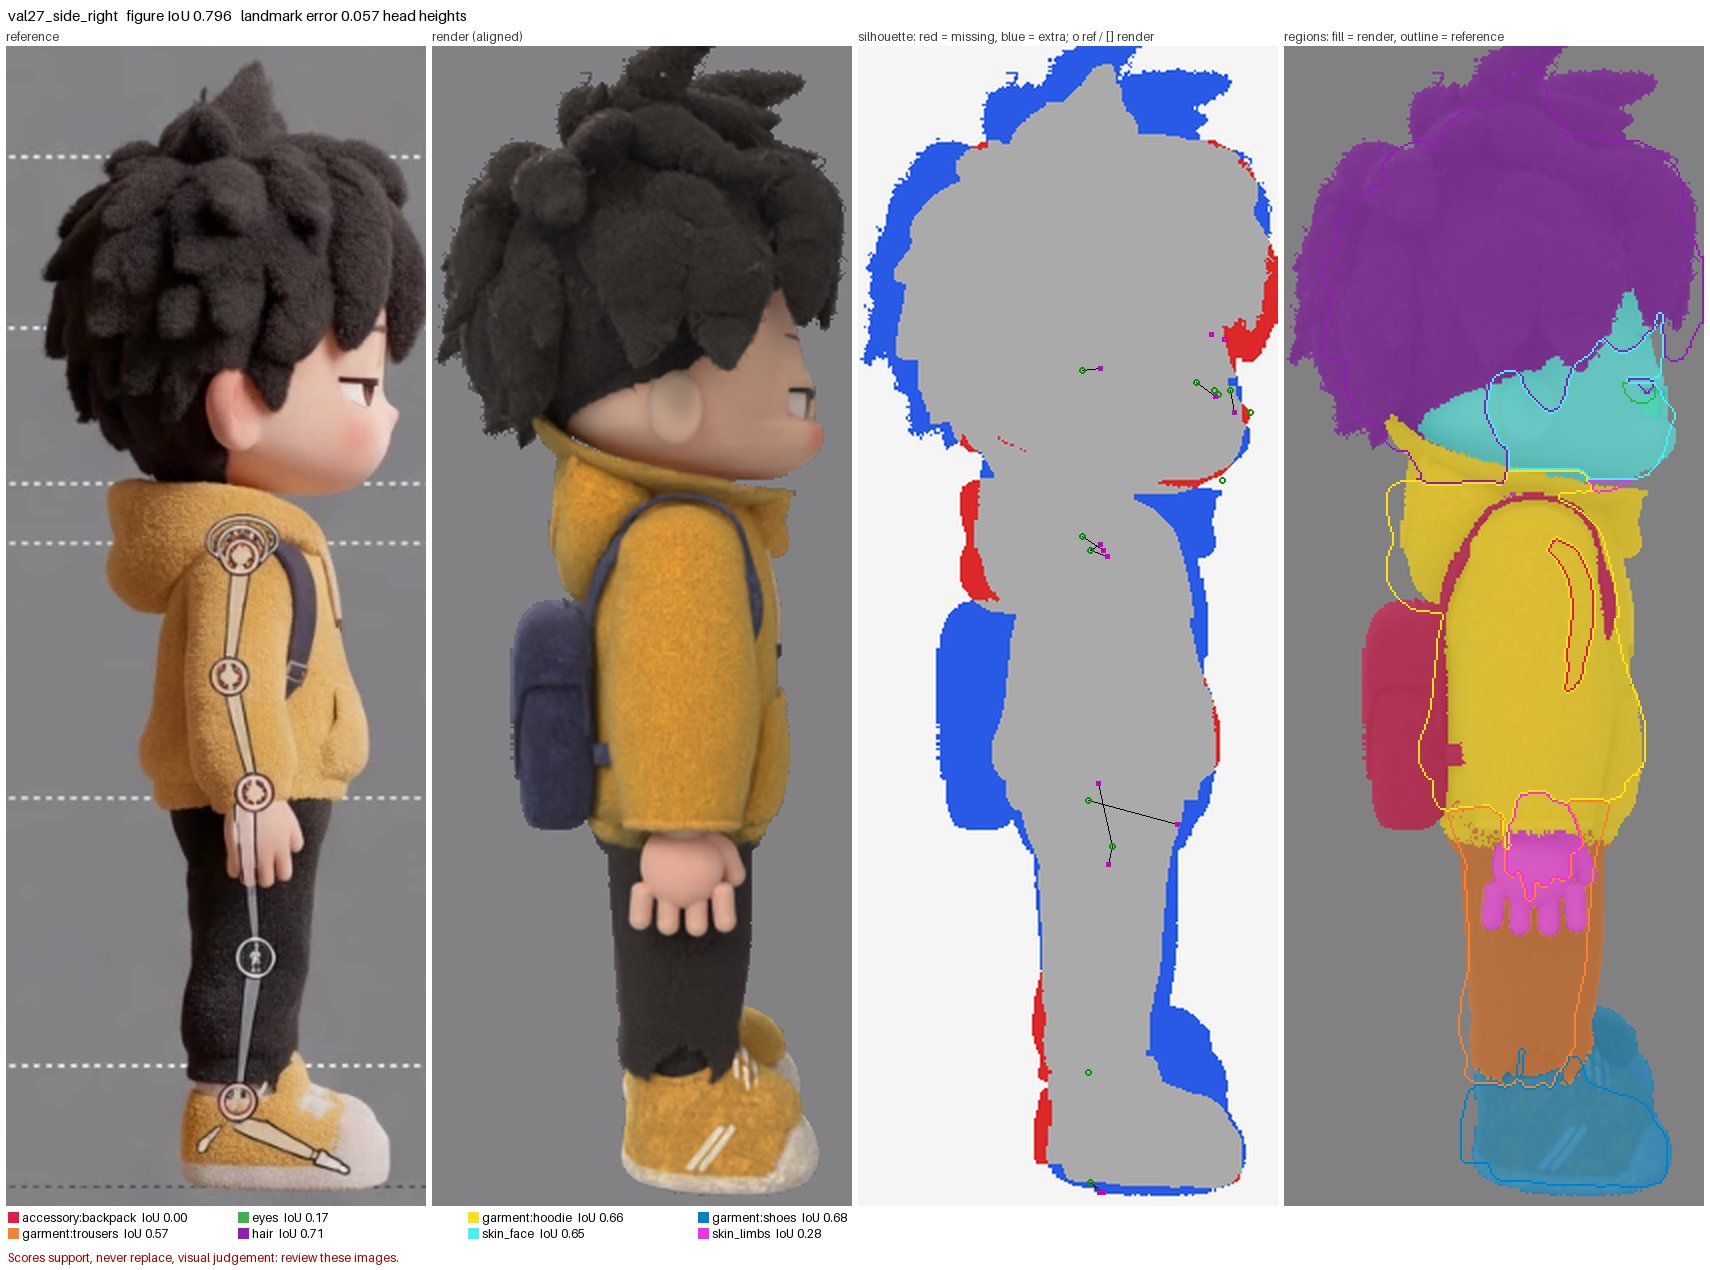 val27_side_right  figure IoU 0.796  landmark error 0.057 head heights
reference
render (aligned)
silhouette: red = missing, blue = extra; o ref / [] render
regions: fill = render, outline = reference
accessory:backpack IoU 0.00
eyes IoU 0.17
garment:hoodie IoU 0.66
garment:shoes IoU 0.68
garment:trousers IoU 0.57
hair IoU 0.71
skin_face IoU 0.65
skin_limbs IoU 0.28
Scores support, never replace, visual judgement: review these images.